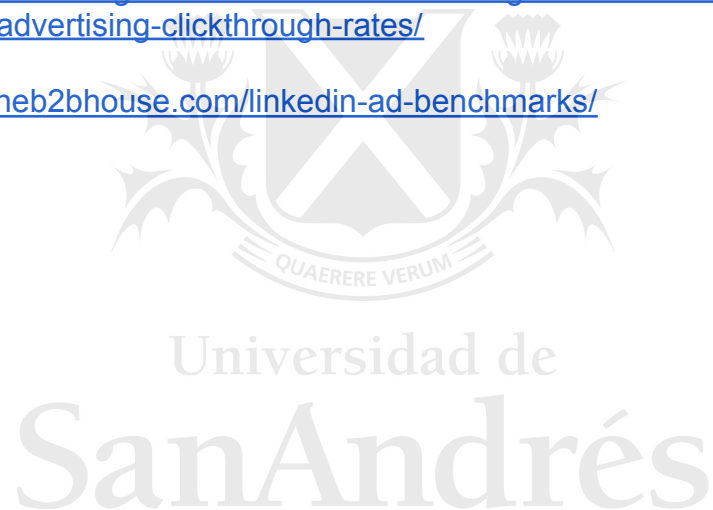 advertising-clickthrough-rates/
heb2bhouse.com/linkedin-ad-benchmarks/
QUAERERE VERUM
Universidad de
SanAndrés